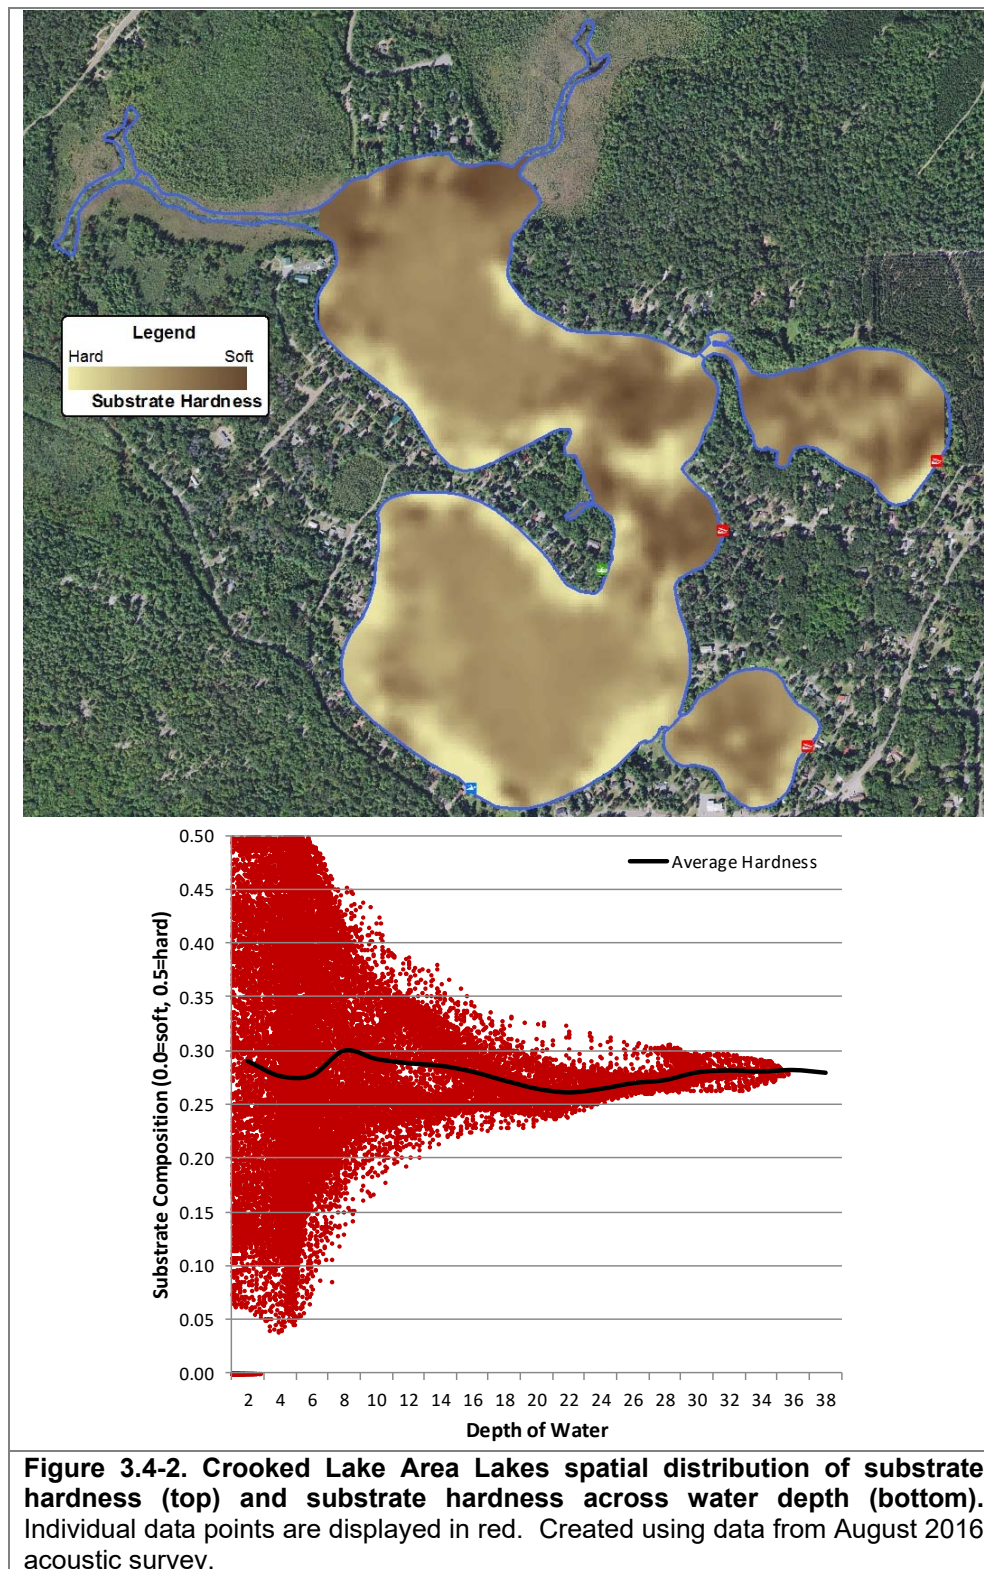 Legend
Hard Soft
Substrate Hardness
0.50
0.45
0.40
0.35
0.30
0.25
0.20
0.15
0.10
0.05
0.00
Substrate Composition (0.0=soft, 0.5=hard)
Average Hardness
2 4 6 8 10 12 14 16 18 20 22 24 26 28 30 32 34 36 38
Depth of Water
Figure 3.4-2. Crooked Lake Area Lakes spatial distribution of substrate
hardness (top) and substrate hardness across water depth (bottom).
Individual data points are displayed in red. Created using data from August 2016
acoustic survey.